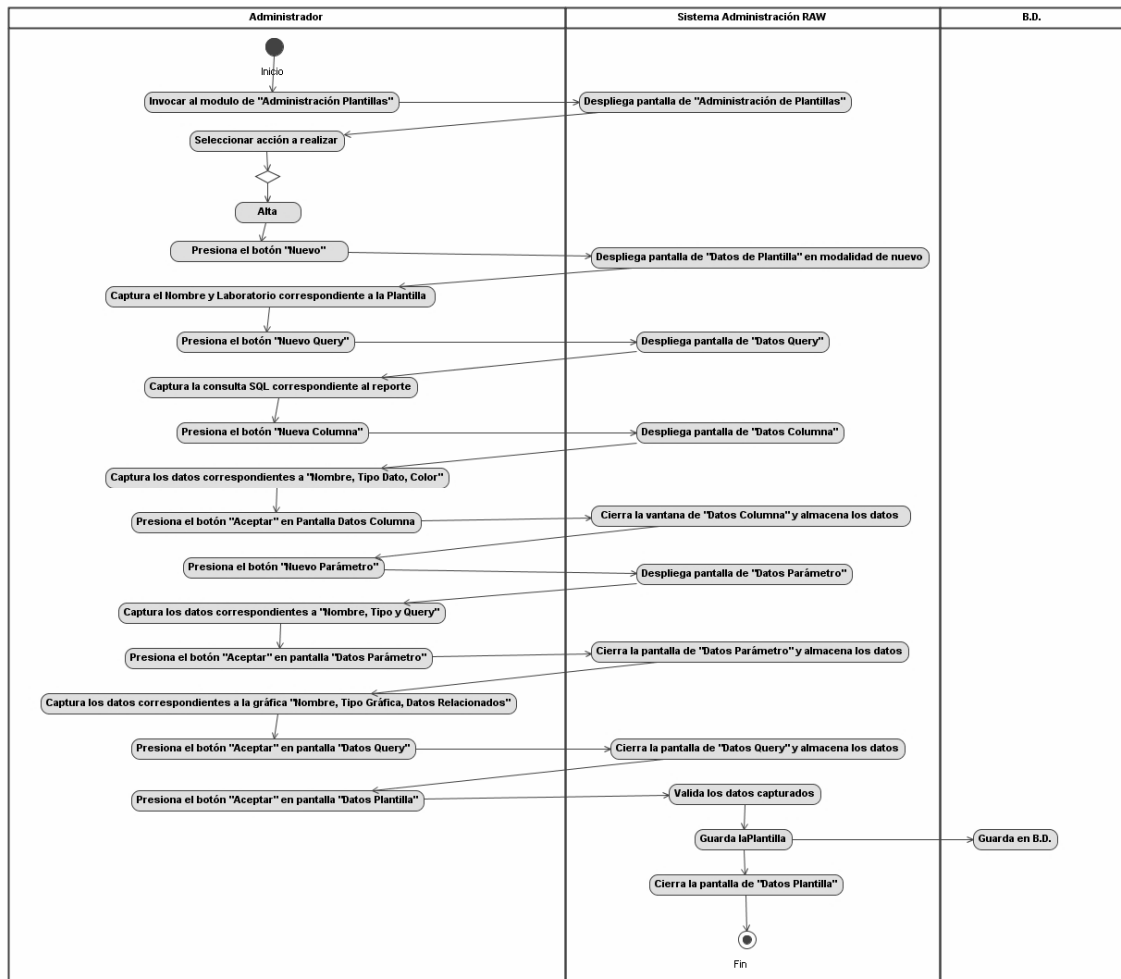 Administrador
Sistema Administración RAW
B.D.
Inicio
Invocar al modulo de "Administración Plantillas"
Despliega pantalla de "Administración de Plantillas"
Seleccionar acción a realizar
Alta
Presiona el botón "Nuevo"
Despliega pantalla de "Datos de Plantilla" en modalidad de nuevo
Captura el Nombre y Laboratorio correspondiente a la Plantilla
Presiona el botón "Nuevo Query"
Despliega pantalla de "Datos Query"
Captura la consulta SQL correspondiente al reporte
Presiona el botón "Nueva Columna"
Despliega pantalla de "Datos Columna"
Captura los datos correspondientes a "Nombre, Tipo Dato, Color"
Presiona el botón "Aceptar" en Pantalla Datos Columna
Cierra la vantana de "Datos Columna" y almacena los datos
Presiona el botón "Nuevo Parámetro"
Despliega pantalla de "Datos Parámetro"
Captura los datos correspondientes a "Nombre, Tipo y Query"
Presiona el botón "Aceptar" en pantalla "Datos Parámetro"
Cierra la pantalla de "Datos Parámetro" y almacena los datos
Captura los datos correspondientes a la gráfica "Nombre, Tipo Gráfica, Datos Relacionados"
Presiona el botón "Aceptar" en pantalla "Datos Query"
Cierra la pantalla de "Datos Query" y almacena los datos
Presiona el botón "Aceptar" en pantalla "Datos Plantilla"
Valida los datos capturados
Guarda laPlantilla
Guarda en B.D.
Cierra la pantalla de "Datos Plantilla"
Fin